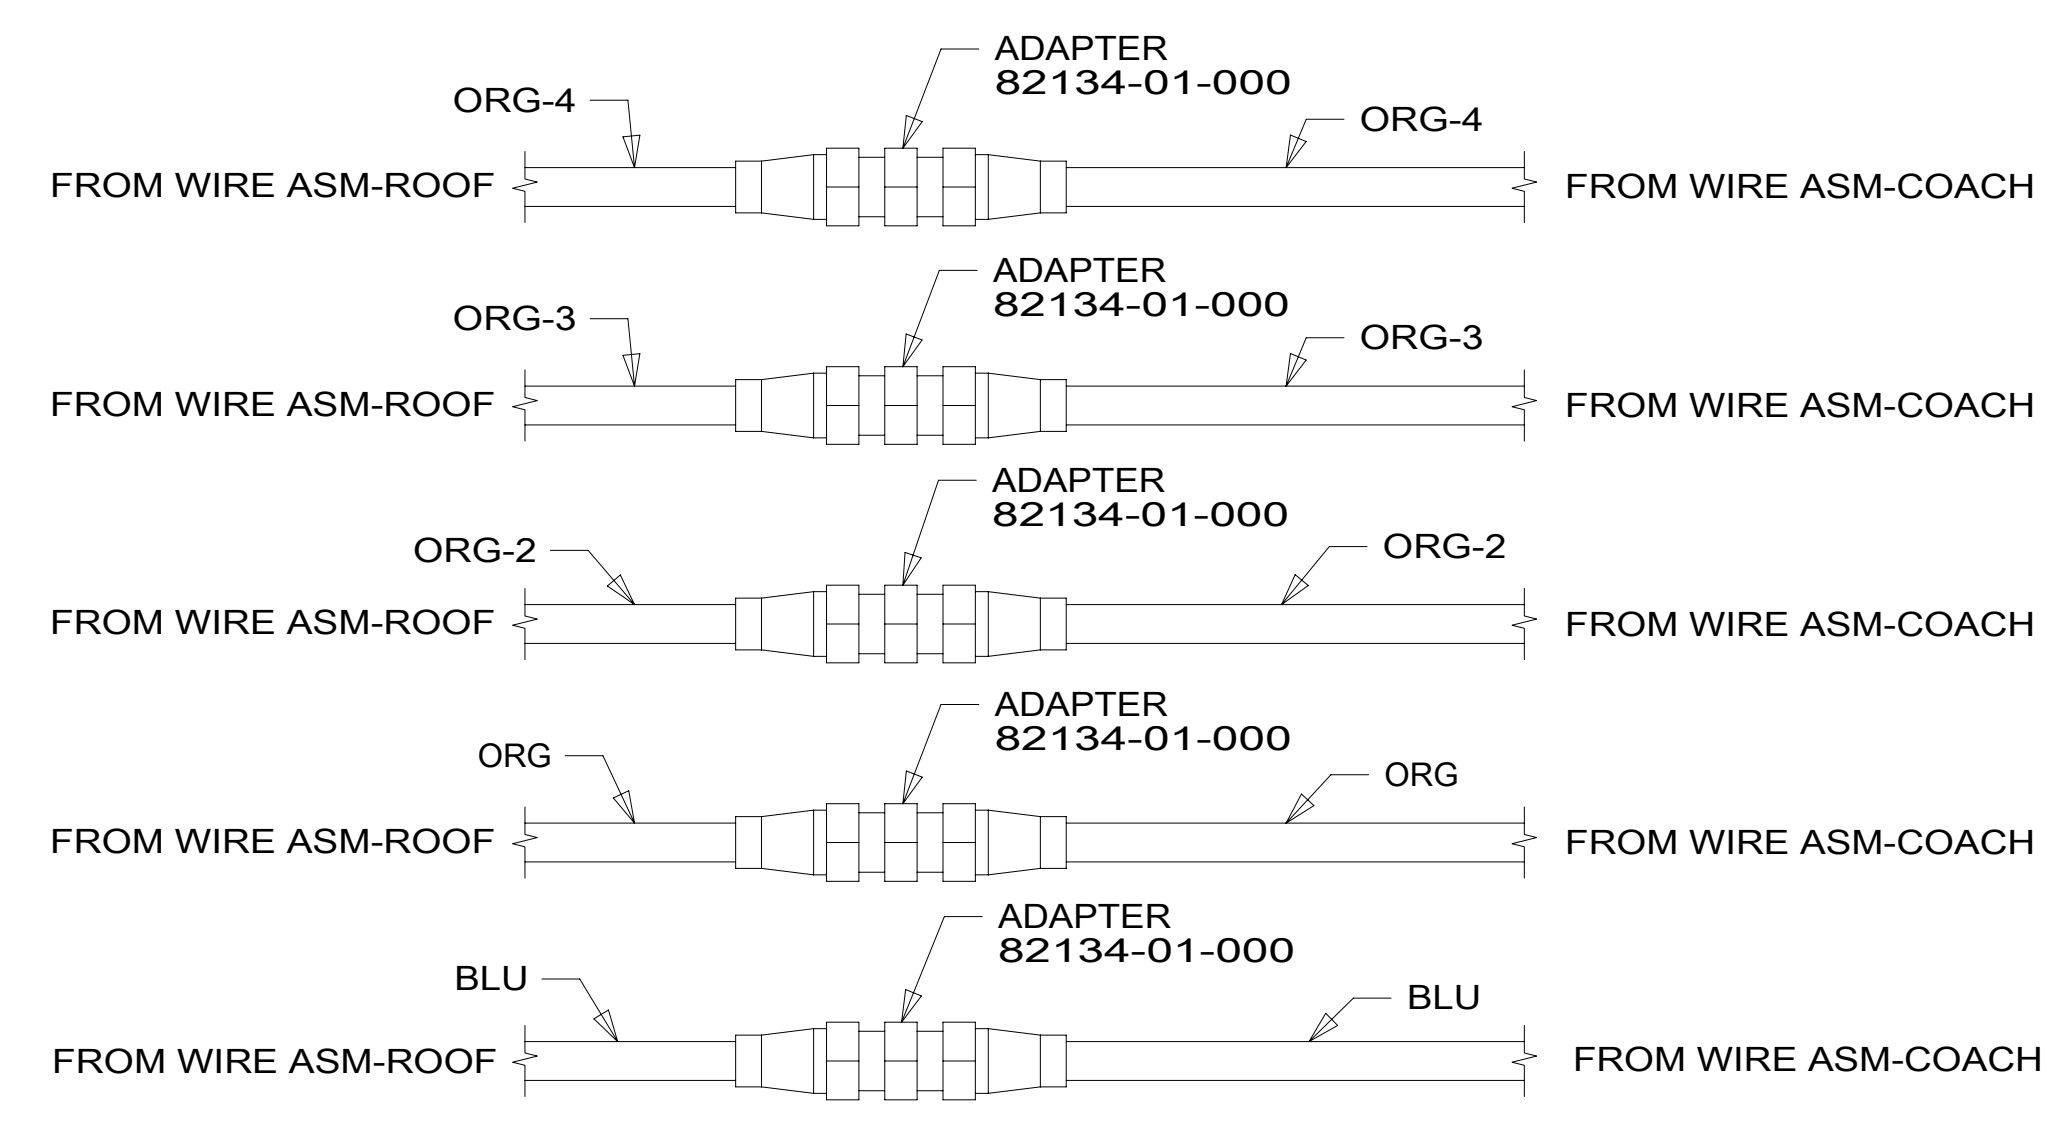 ADAPTER
82134-01-000
ORG-4
ORG-4
FROM WIRE ASM-ROOF
FROM WIRE ASM-COACH
ADAPTER
82134-01-000
ORG-3
ORG-3
FROM WIRE ASM-ROOF
FROM WIRE ASM-COACH
ADAPTER
82134-01-000
ORG-2
ORG-2
FROM WIRE ASM-ROOF
FROM WIRE ASM-COACH
ADAPTER
82134-01-000
ORG
ORG
FROM WIRE ASM-ROOF
FROM WIRE ASM-COACH
ADAPTER
82134-01-000
BLU
BLU
FROM WIRE ASM-ROOF
FROM WIRE ASM-COACH